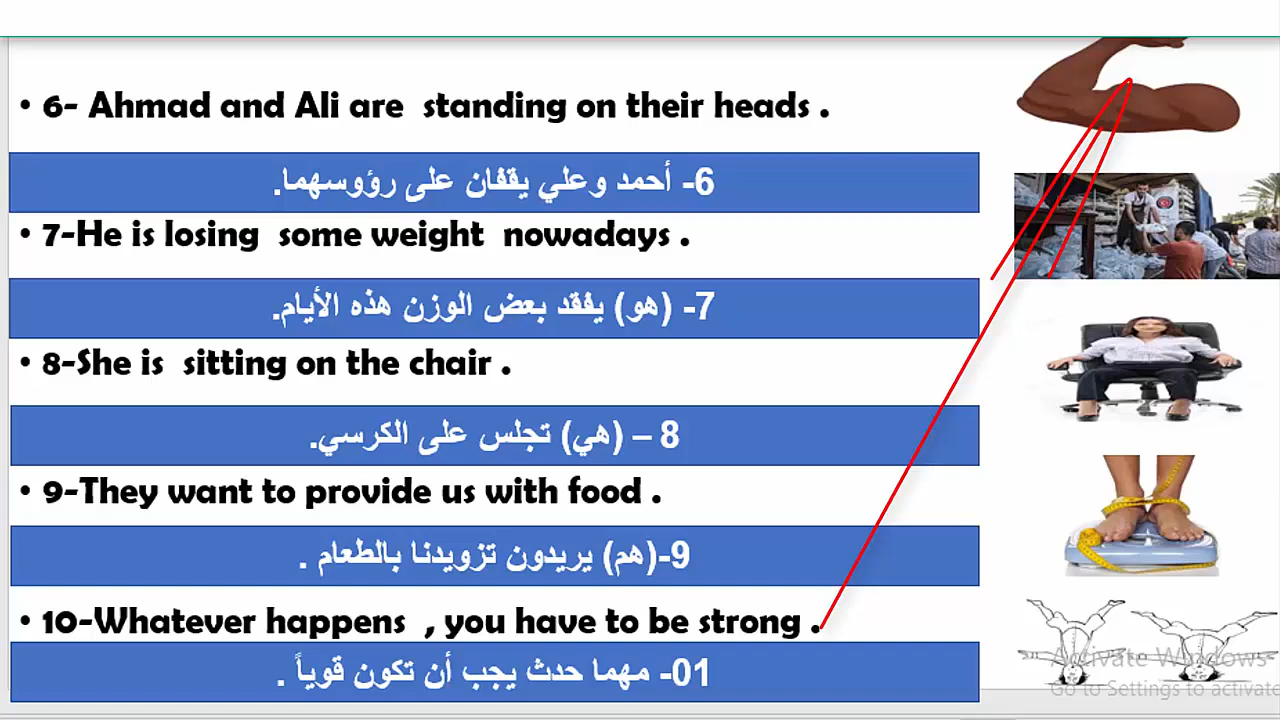 • 6- Ahmad and Ali are standing on their heads .
6- أحمد وعلي يقفان على رؤوسهما.
• 7-He is losing some weight nowadays .
7- (هو) يفقد بعض الوزن هذه الأيام.
• 8-She is sitting on the chair .
8 – (هي) تجلس على الكرسي.
• 9-They want to provide us with food .
9-(هم) يريدون تزويدنا بالطعام .
• 10-Whatever happens , you have to be strong .
01- مهما حدث يجب أن تكون قوياً .
Activate Windows
Go to Settings to activate